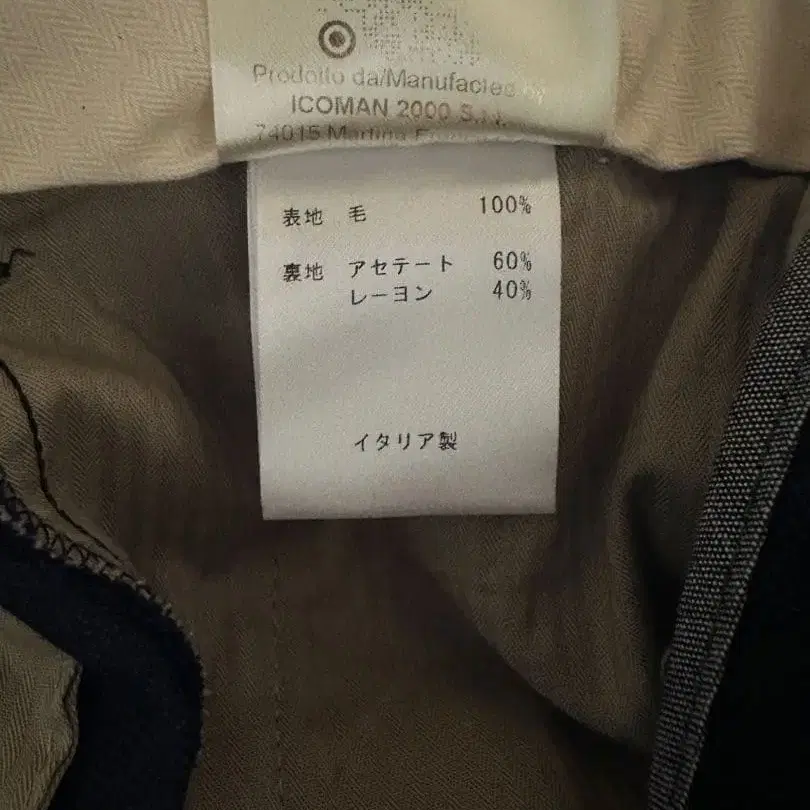 Prodotto da/Manufactured by
ICOMAN 2000 S.r.l.
74015 Martina
表地 毛 100%
裏地 アセテート 60%
レーヨン 40%
イタリア製